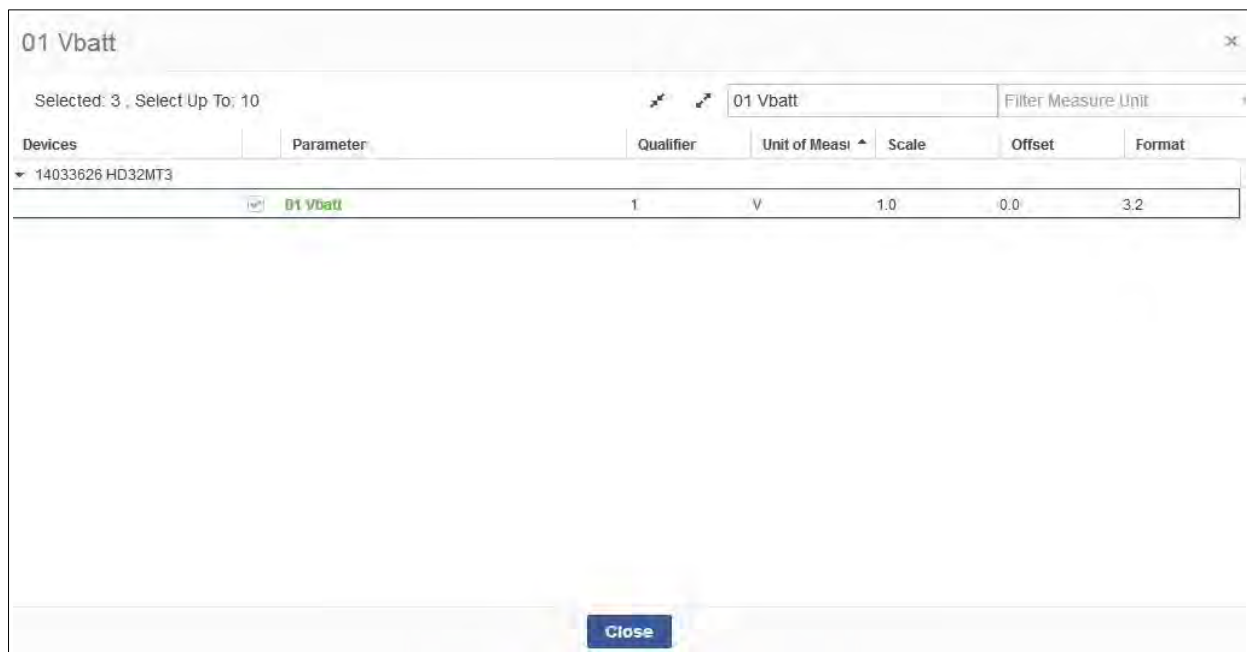 01 Vbatt ×
Selected: 3 , Select Up To: 10 01 Vbatt Filter Measure Unit
Devices Parameter Qualifier Unit of Measu Scale Offset Format
14033626 HD32MT3
01 Vbatt 1 V 1.0 0.0 3.2
Close